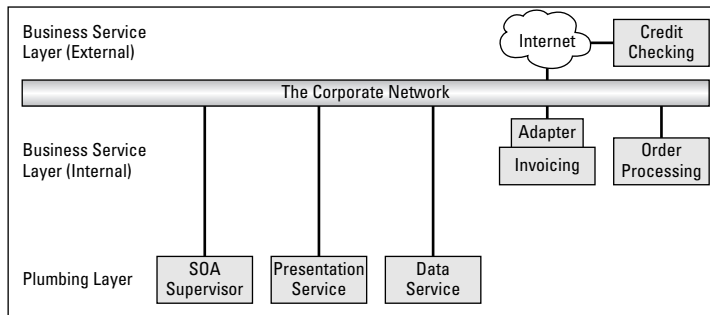 Business Service
Layer (External)
Internet
Credit
Checking
The Corporate Network
Business Service
Layer (Internal)
Adapter
Invoicing
Order
Processing
Plumbing Layer
SOA
Supervisor
Presentation
Service
Data
Service